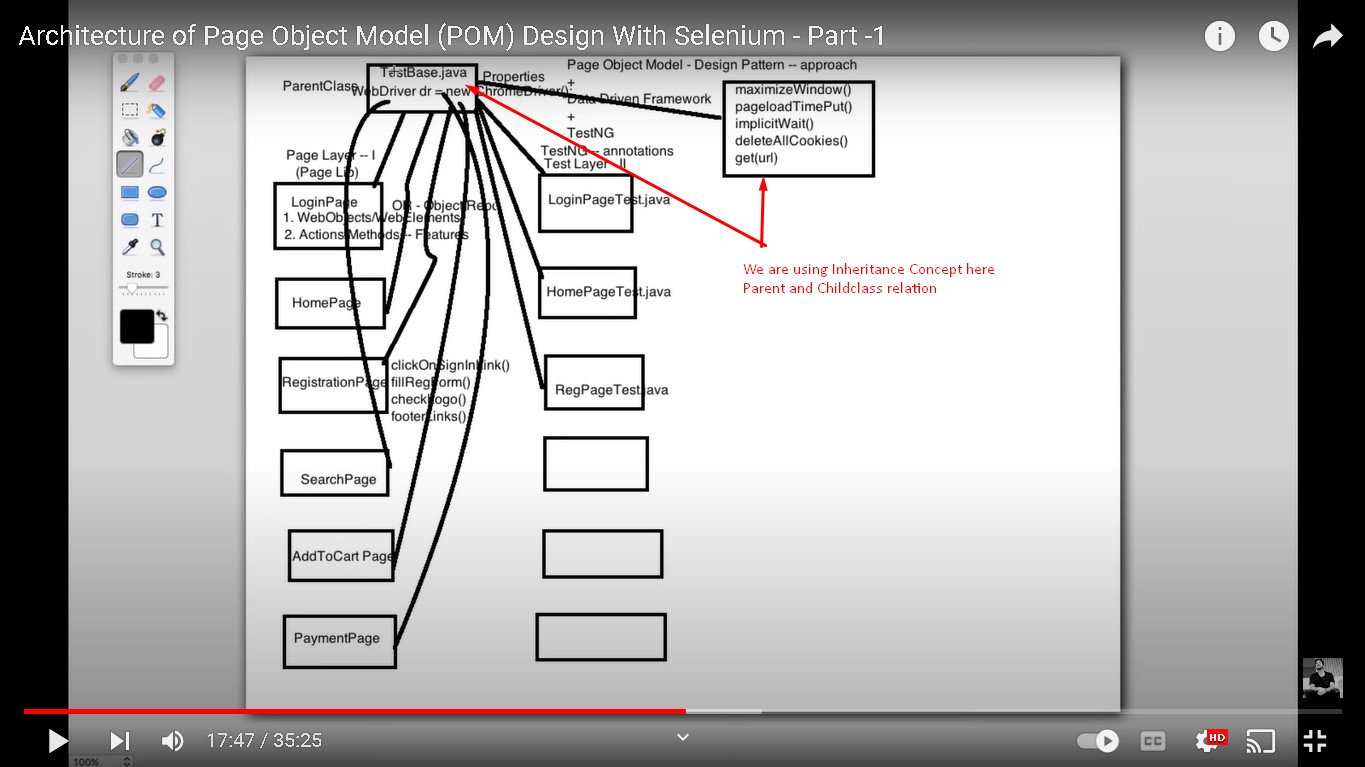 Architecture of Page Object Model (POM) Design With Selenium - Part -1
Page Object Model - Design Pattern -- approach
+
Data Driven Framework
+
TestNG
TestNG -- annotations
ParentClass
TestBase.java
WebDriver dr = new ChromeDriver();
Properties
maximizeWindow()
pageloadTimePut()
implicitWait()
deleteAllCookies()
get(url)
Page Layer -- I
(Page Lib)
Test Layer - II
LoginPage
1. WebObjects/WebElements
2. Actions/Methods -- Features
OR - Object Repo
LoginPageTest.java
We are using Inheritance Concept here
Parent and Childclass relation
HomePage
HomePageTest.java
RegistrationPage
clickOnSignInLink()
fillRegForm()
checkLogo()
footerLinks()
RegPageTest.java
SearchPage
AddToCart Page
PaymentPage
Stroke: 3
T
17:47 / 35:25
CC
HD
100%